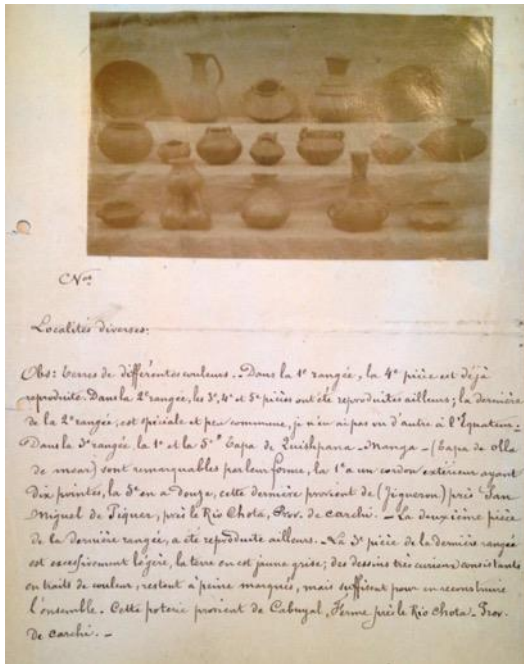 C Nos
Localités diverses.
Obs: terres de différentes couleurs. - Dans la 1e rangée, la 4e pièce est déjà
reproduite. Dans la 2e rangée, les 3e, 4e et 5e pièces ont été reproduites ailleurs; la dernière
de la 2e rangée, est spéciale et peu commune, je n'en ai pas vu d'autre à l'Equateur. -
Dans la 3e rangée, la 1e et la 5e "Tapa de Quishpana-Manga - (Tapa de Olla
de mear) sont remarquables par leur forme, la 1e a un cordon extérieur ayant
dix pointes, la 5e en a douze, cette dernière provient de (Jigueron) près San
Miguel de Tiquer, près le Rio Chota, Prov. de Carchi. - La deuxième pièce
de la dernière rangée, a été reproduite ailleurs. - La 3e pièce de la dernière rangée
est excessivement légère, la terre en est jaune grise; des dessins très curieux consistants
en traits de couleur, restent à peine marqués, mais suffisent pour en reconstruire
l'ensemble. Cette poterie provient de Cabuyal, Ferme près le Rio Chota. Prov.
de Carchi. -